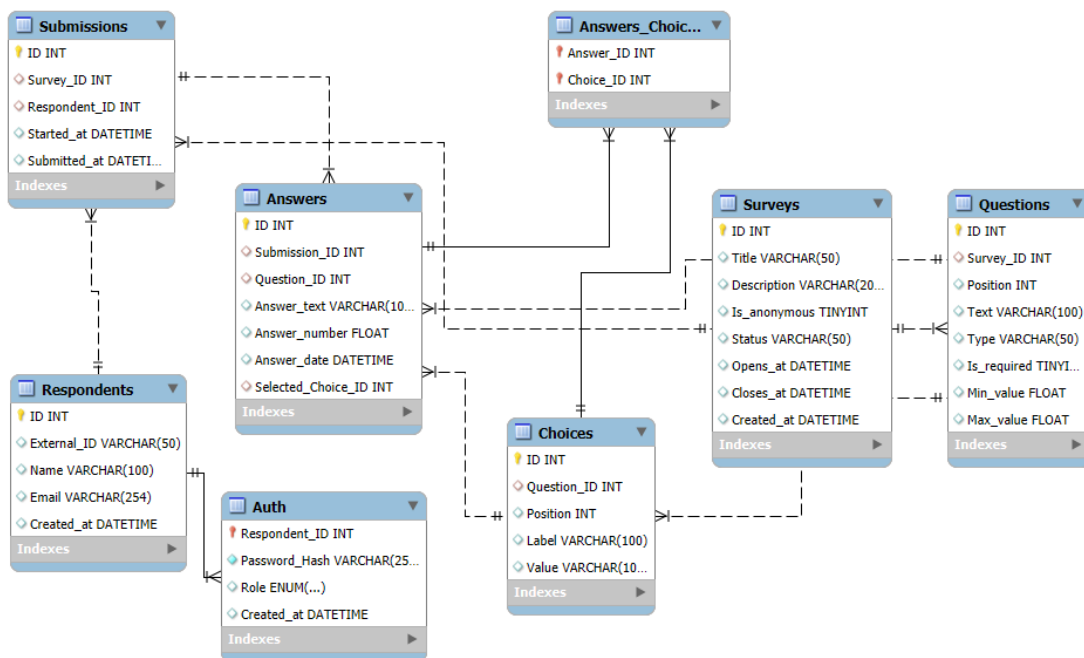 Submissions
ID INT
Survey_ID INT
Respondent_ID INT
Started_at DATETIME
Submitted_at DATETI...
Indexes
Answers_Choic...
Answer_ID INT
Choice_ID INT
Indexes
Answers
ID INT
Submission_ID INT
Question_ID INT
Answer_text VARCHAR(10...
Answer_number FLOAT
Answer_date DATETIME
Selected_Choice_ID INT
Indexes
Surveys
ID INT
Title VARCHAR(50)
Description VARCHAR(20...
Is_anonymous TINYINT
Status VARCHAR(50)
Opens_at DATETIME
Closes_at DATETIME
Created_at DATETIME
Indexes
Questions
ID INT
Survey_ID INT
Position INT
Text VARCHAR(100)
Type VARCHAR(50)
Is_required TINYI...
Min_value FLOAT
Max_value FLOAT
Indexes
Respondents
ID INT
External_ID VARCHAR(50)
Name VARCHAR(100)
Email VARCHAR(254)
Created_at DATETIME
Indexes
Auth
Respondent_ID INT
Password_Hash VARCHAR(25...
Role ENUM(...)
Created_at DATETIME
Indexes
Choices
ID INT
Question_ID INT
Position INT
Label VARCHAR(100)
Value VARCHAR(10...
Indexes